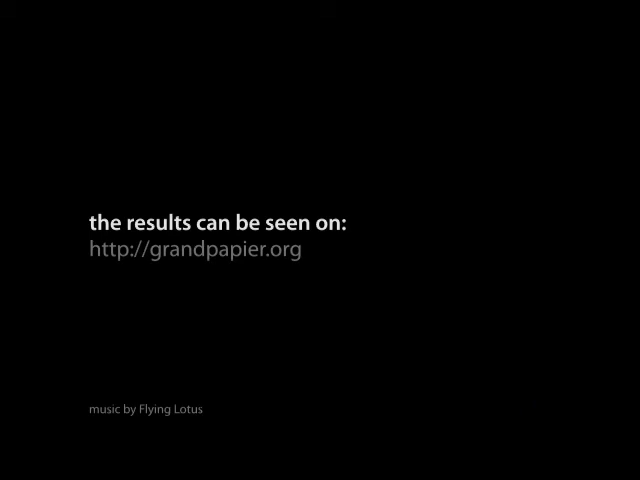 the results can be seen on:
http://grandpapier.org
music by Flying Lotus